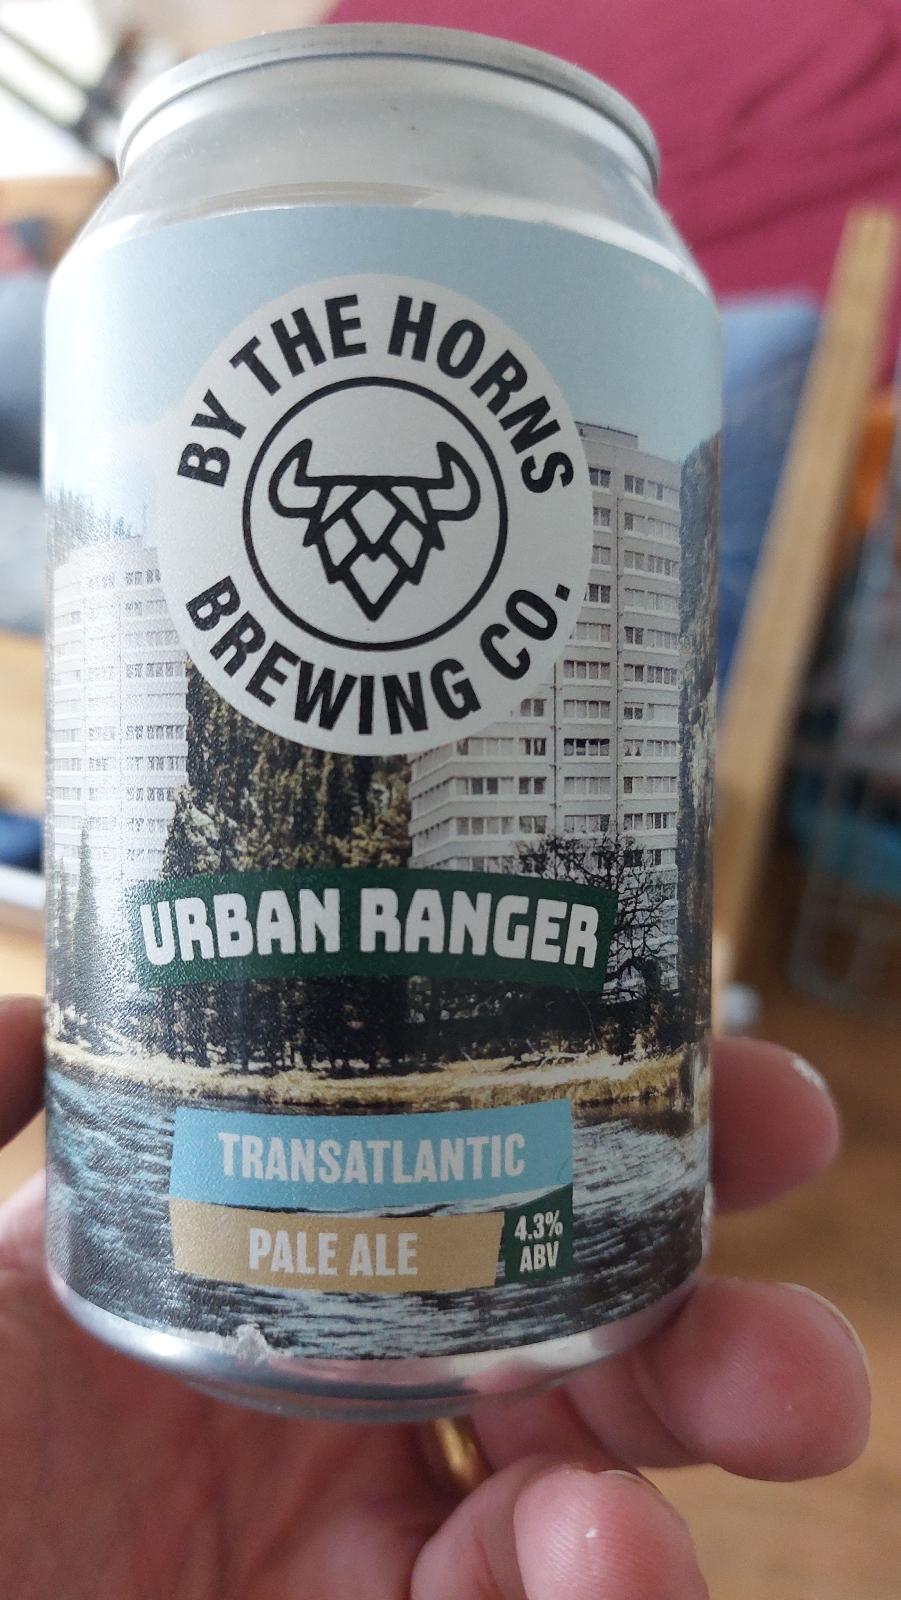 BY THE HORNS
BREWING CO.
URBAN RANGER
TRANSATLANTIC
PALE ALE
4.3%
ABV